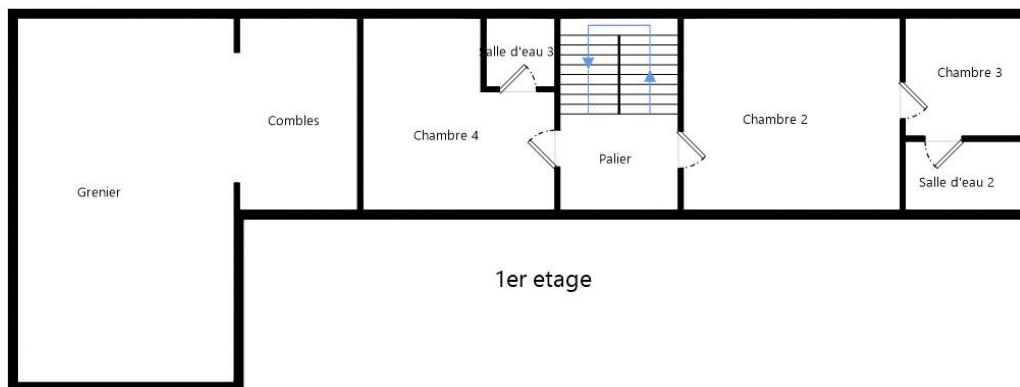 Salle d'eau 3
Chambre 3
Combles
Chambre 4
Chambre 2
Palier
Grenier
Salle d'eau 2
1er etage